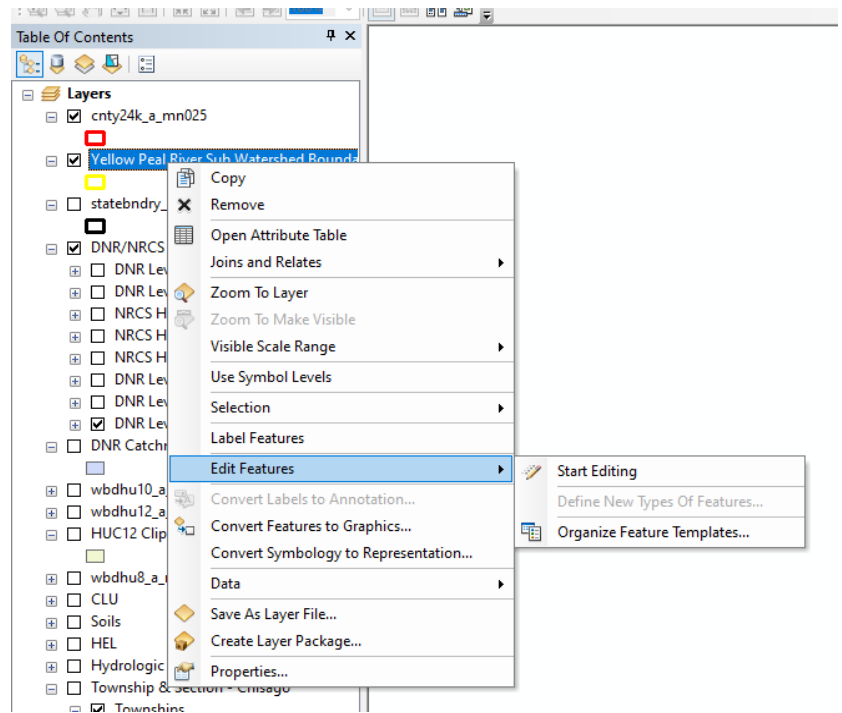 Table Of Contents
Layers
cnty24k_a_mn025
Yellow Peal River Sub Watershed Bounda
statebndry_
DNR/NRCS
DNR Lev
DNR Lev
NRCS H
NRCS H
NRCS H
DNR Lev
DNR Lev
DNR Lev
DNR Catchr
wbdhu10_a_
wbdhu12_a_
HUC12 Clip
wbdhu8_a_r
CLU
Soils
HEL
Hydrologic
Township & Section - Chisago
Townships
Copy
Remove
Open Attribute Table
Joins and Relates
Zoom To Layer
Zoom To Make Visible
Visible Scale Range
Use Symbol Levels
Selection
Label Features
Edit Features
Convert Labels to Annotation...
Convert Features to Graphics...
Convert Symbology to Representation...
Data
Save As Layer File...
Create Layer Package...
Properties...
Start Editing
Define New Types Of Features...
Organize Feature Templates...